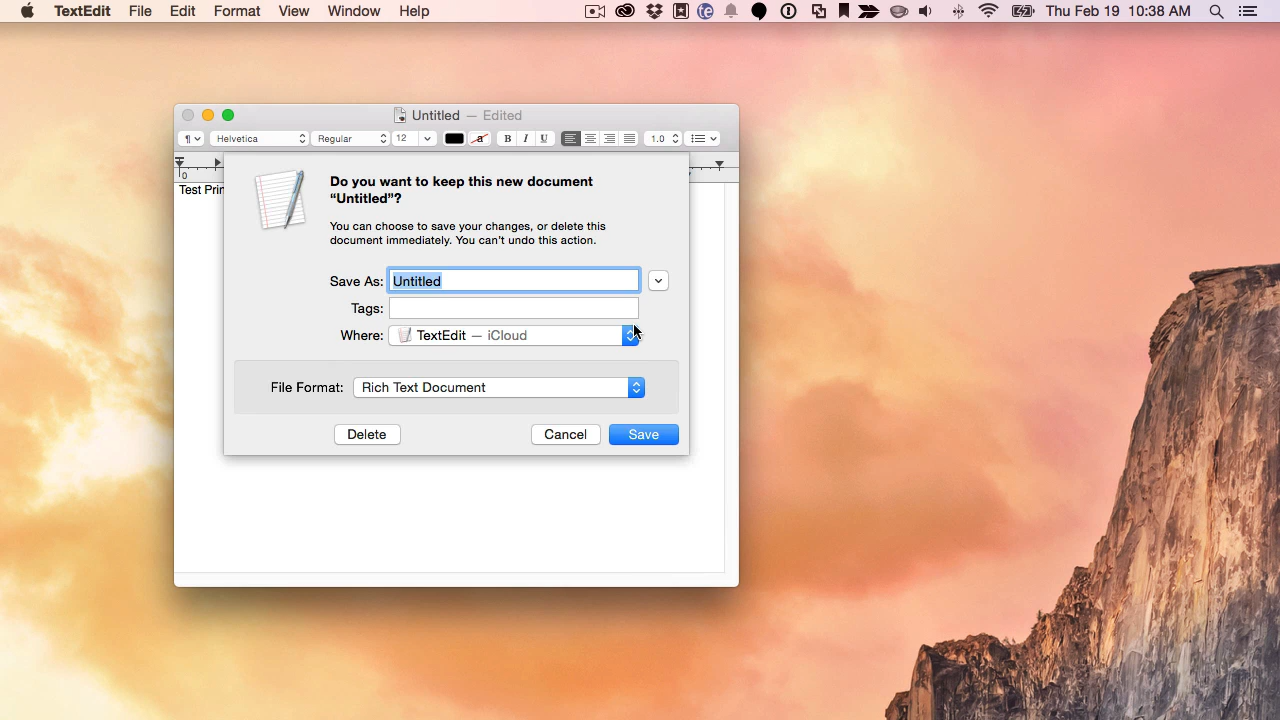 TextEdit File Edit Format View Window Help Thu Feb 19 10:38 AM
Untitled — Edited
Helvetica Regular 12 a B I U 1.0
0
Test Prin
Do you want to keep this new document
“Untitled”?
You can choose to save your changes, or delete this
document immediately. You can’t undo this action.
Save As: Untitled
Tags:
Where: TextEdit — iCloud
File Format: Rich Text Document
Delete Cancel Save